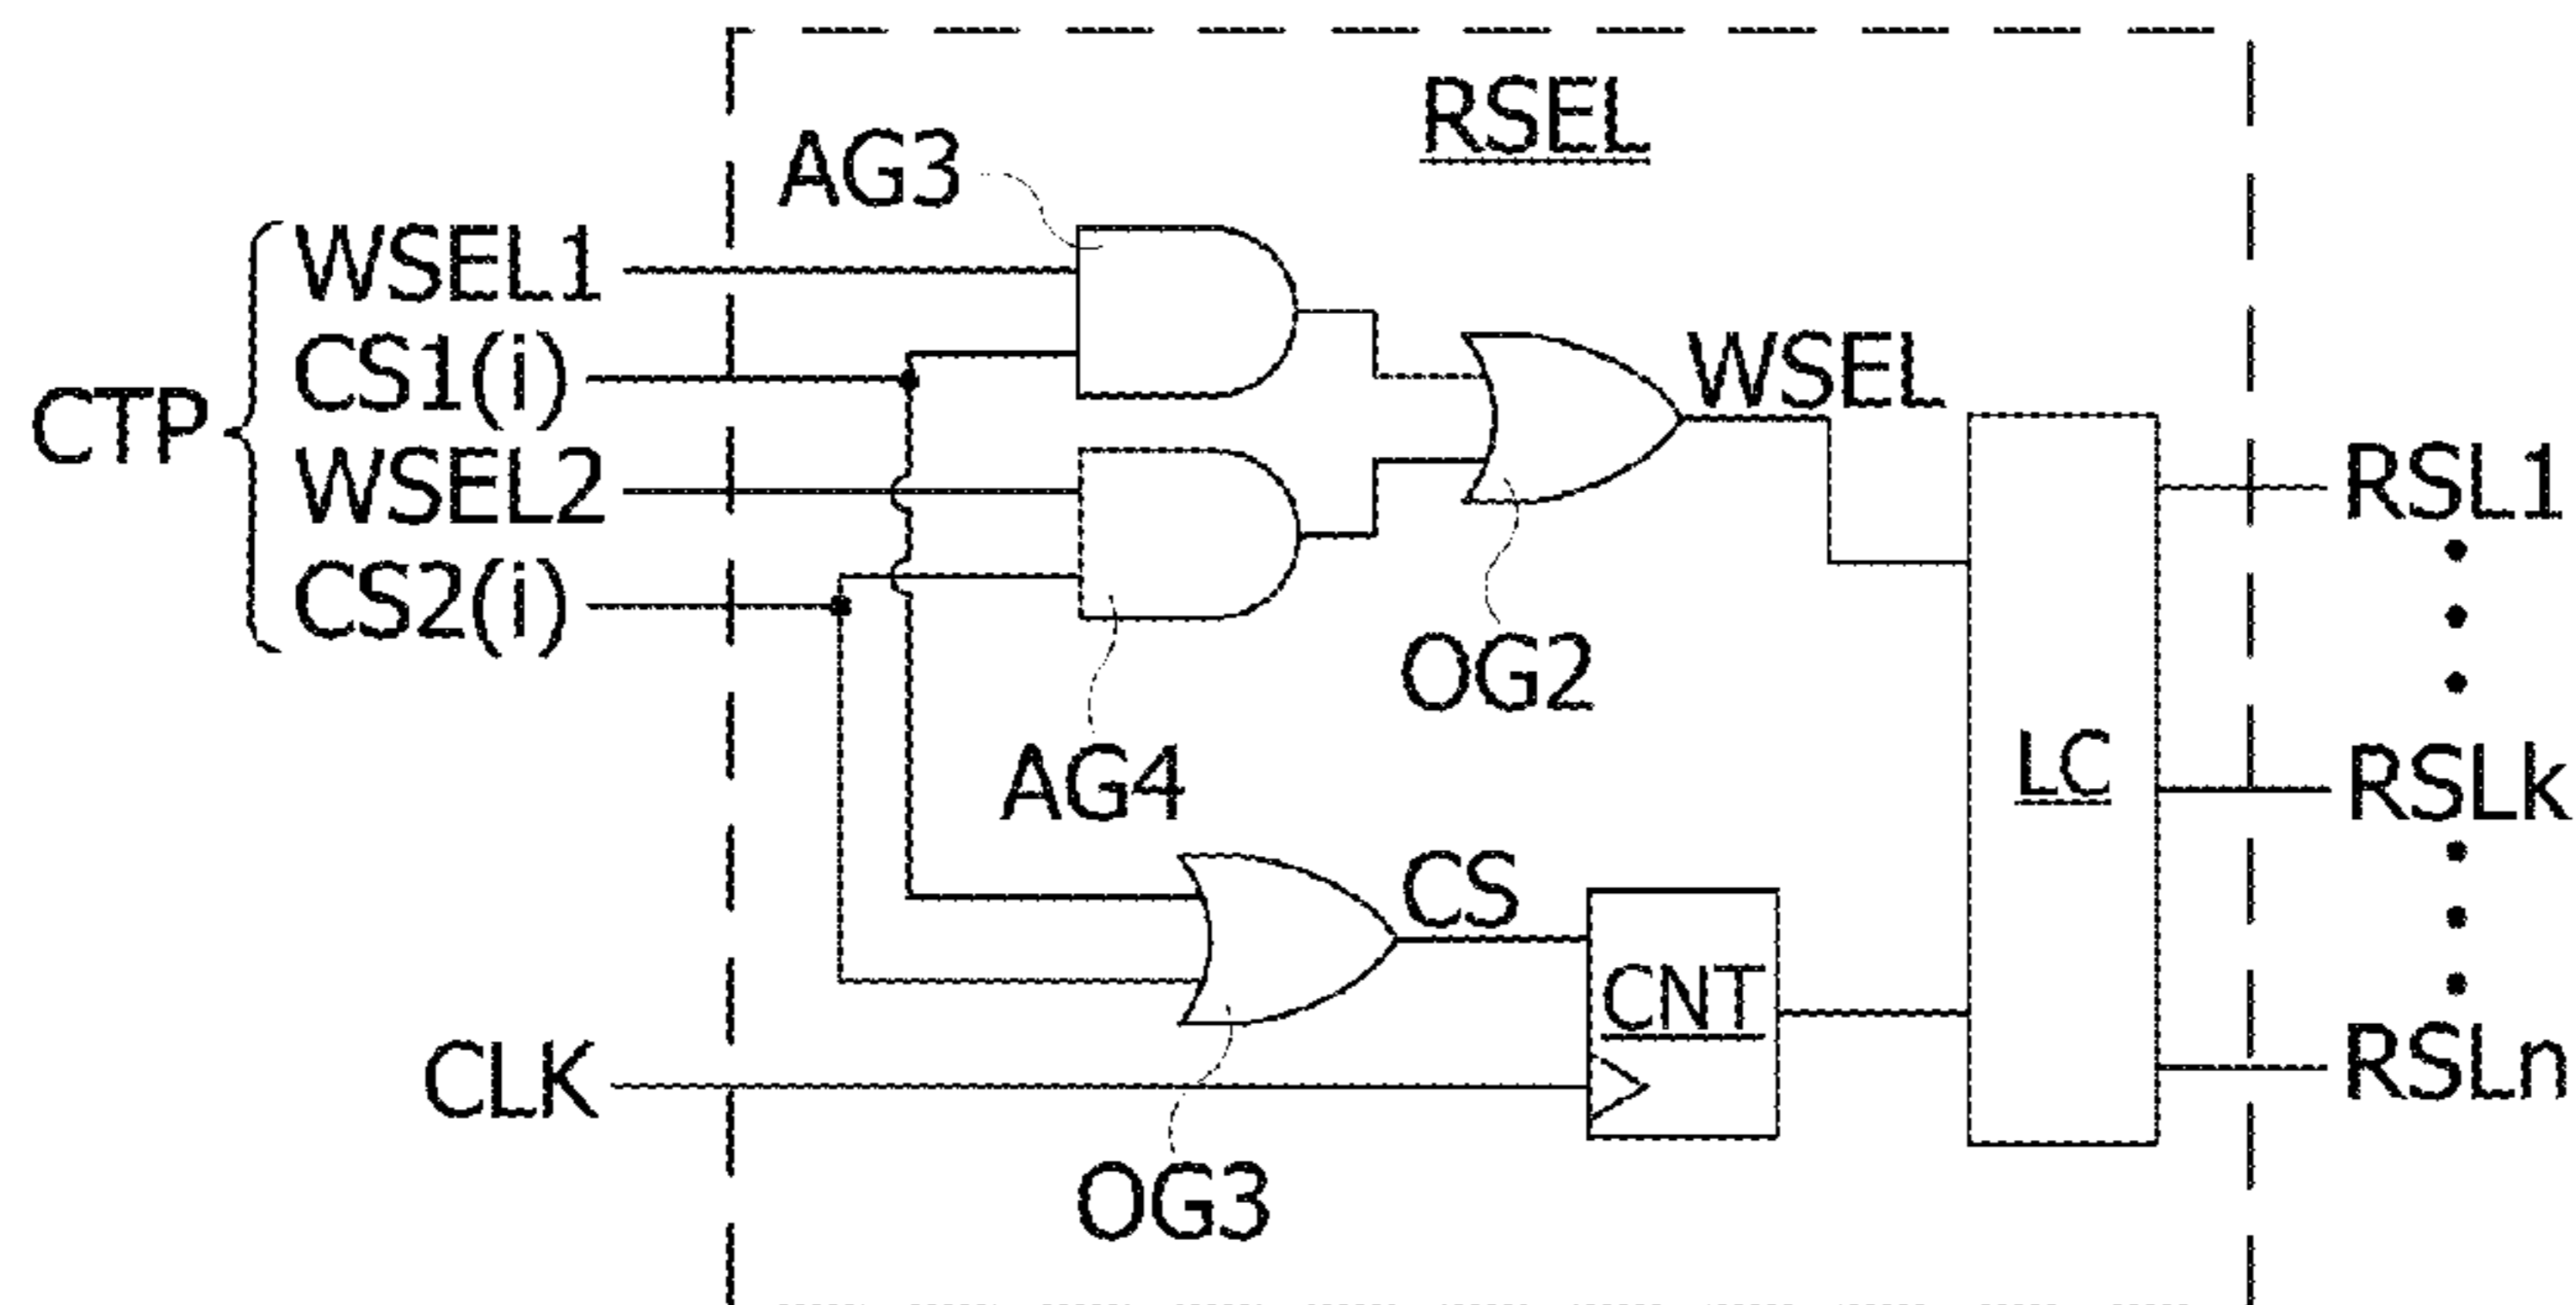 RSEL
AG3
WSEL1
CS1(i)
CTP
WSEL2
CS2(i)
WSEL
RSL1
OG2
AG4
LC
RSLk
CS
CNT
CLK
RSLn
OG3